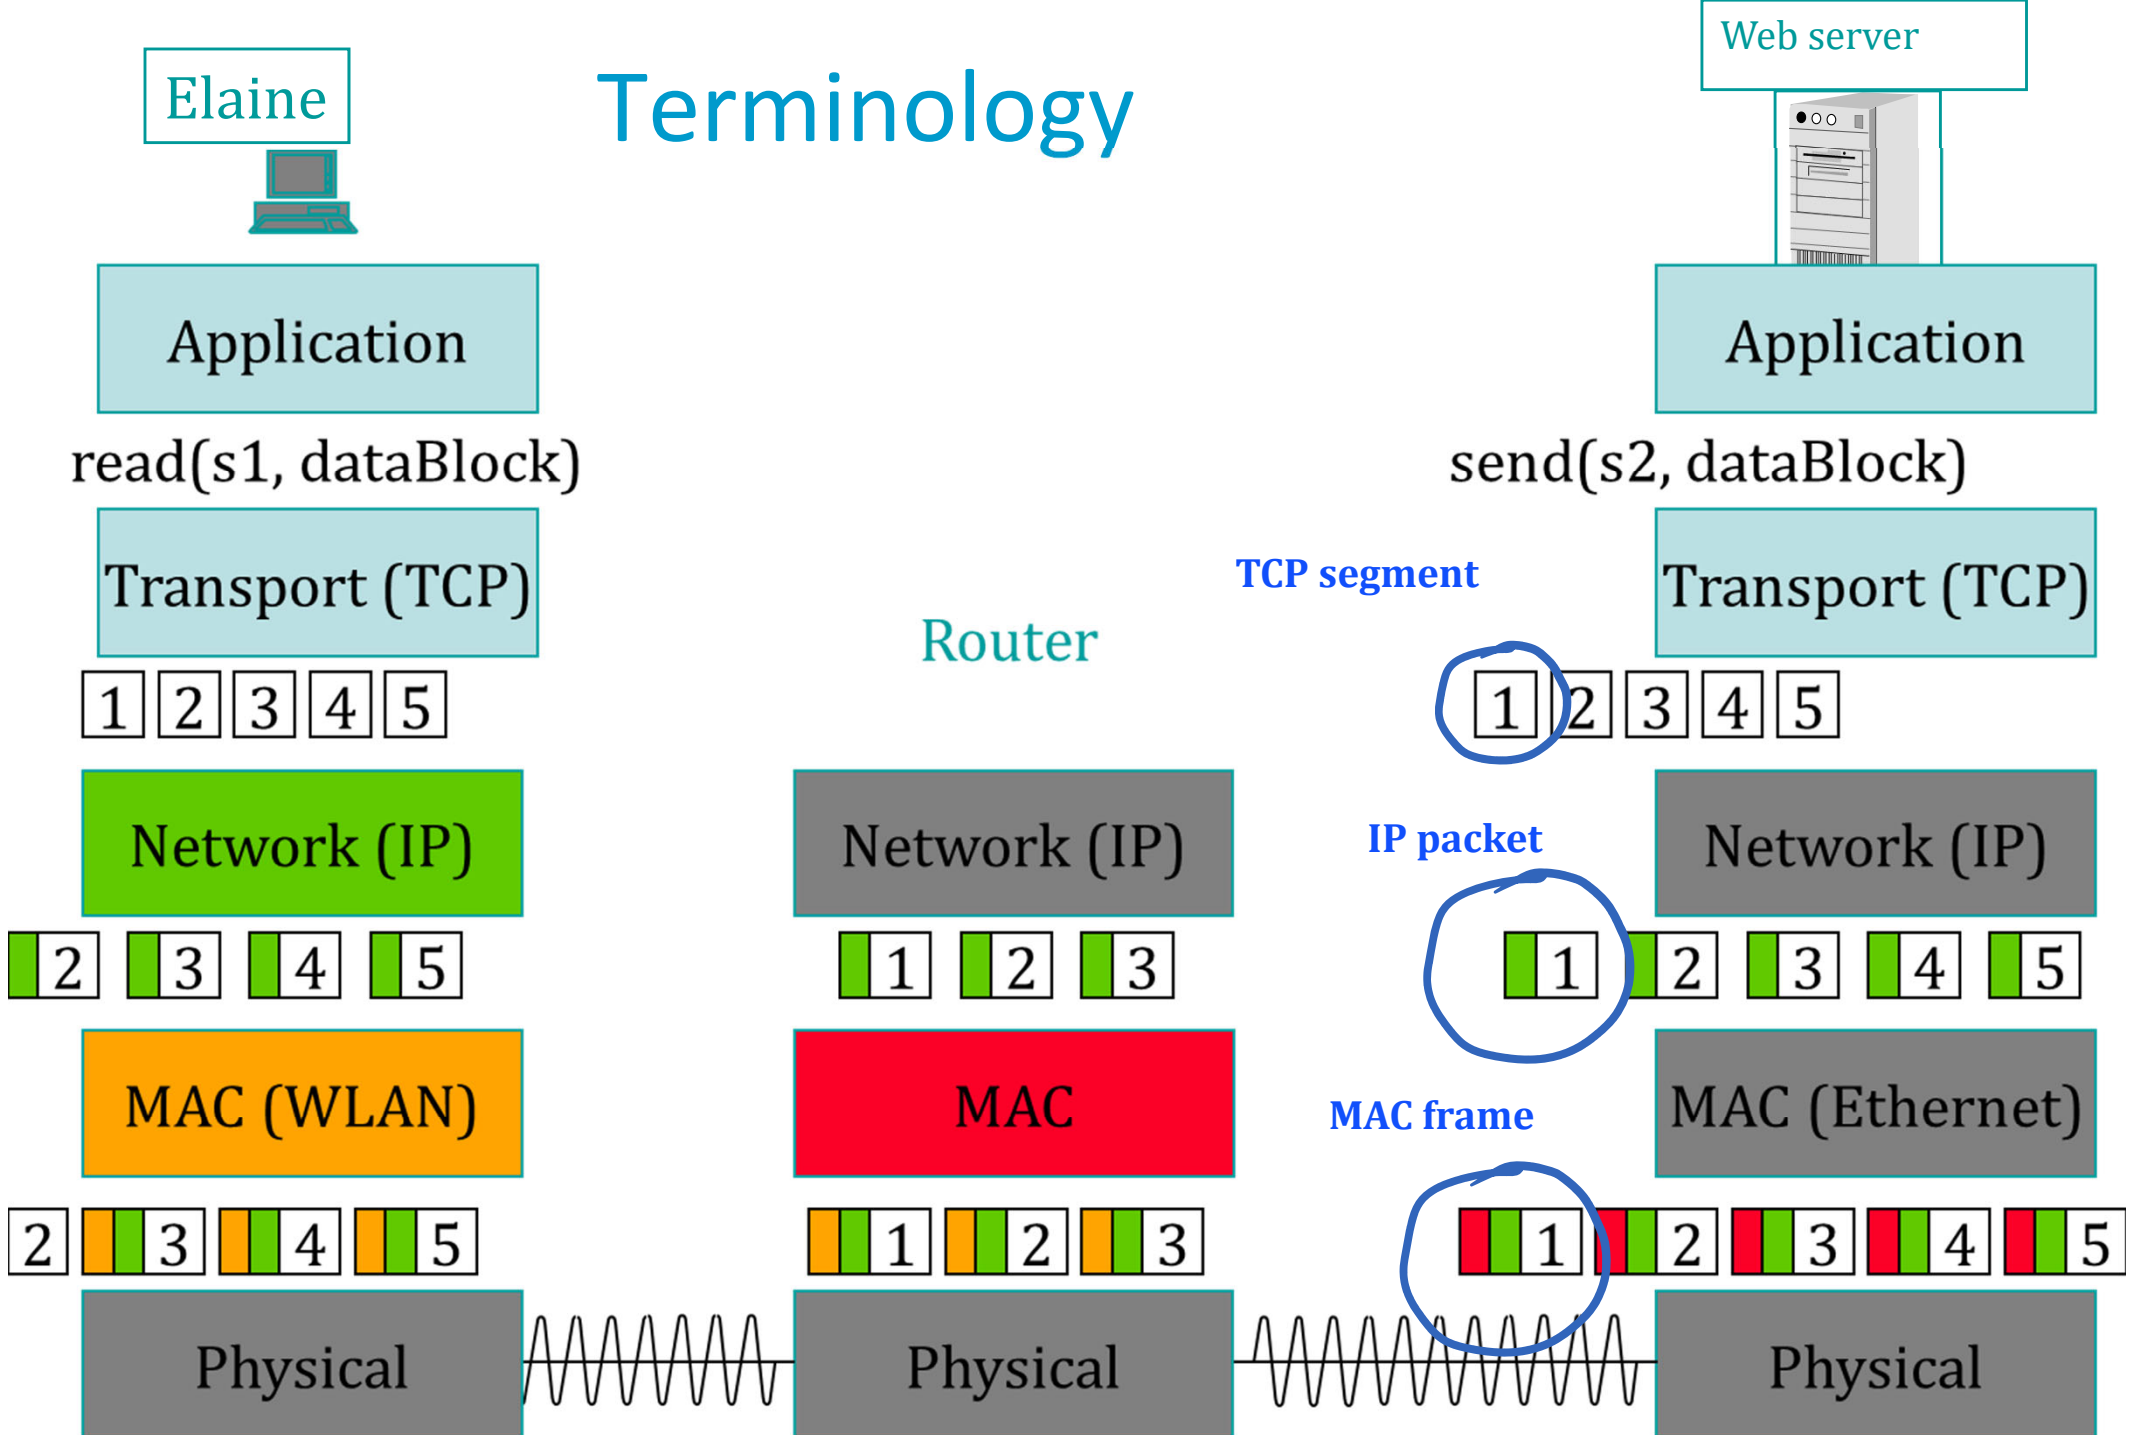 Web server
Elaine
Terminology
Application
Application
read(s1, dataBlock)
send(s2, dataBlock)
Transport (TCP)
TCP segment
Transport (TCP)
Router
1 2 3 4 5
1 2 3 4 5
Network (IP)
Network (IP)
IP packet
Network (IP)
2 3 4 5
1 2 3
1 2 3 4 5
MAC (WLAN)
MAC
MAC frame
MAC (Ethernet)
2 3 4 5
1 2 3
1 2 3 4 5
Physical
Physical
Physical